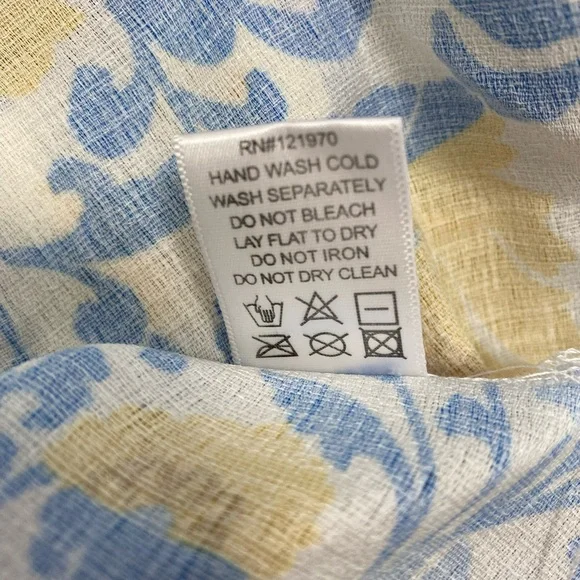 RN#121970
HAND WASH COLD
WASH SEPARATELY
DO NOT BLEACH
LAY FLAT TO DRY
DO NOT IRON
DO NOT DRY CLEAN